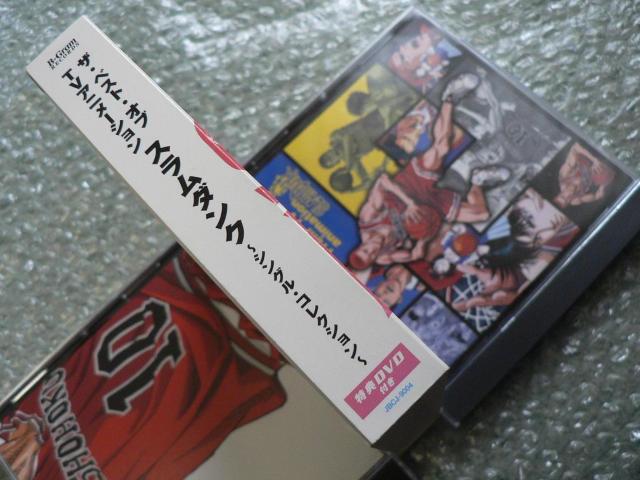 B-Gram
RECORDS
ザ・ベスト・オブ
TVアニメーション
スラムダンク
~シングル・コレクション~
特典DVD
付き
JBCJ-9004
10
SHOHOKU